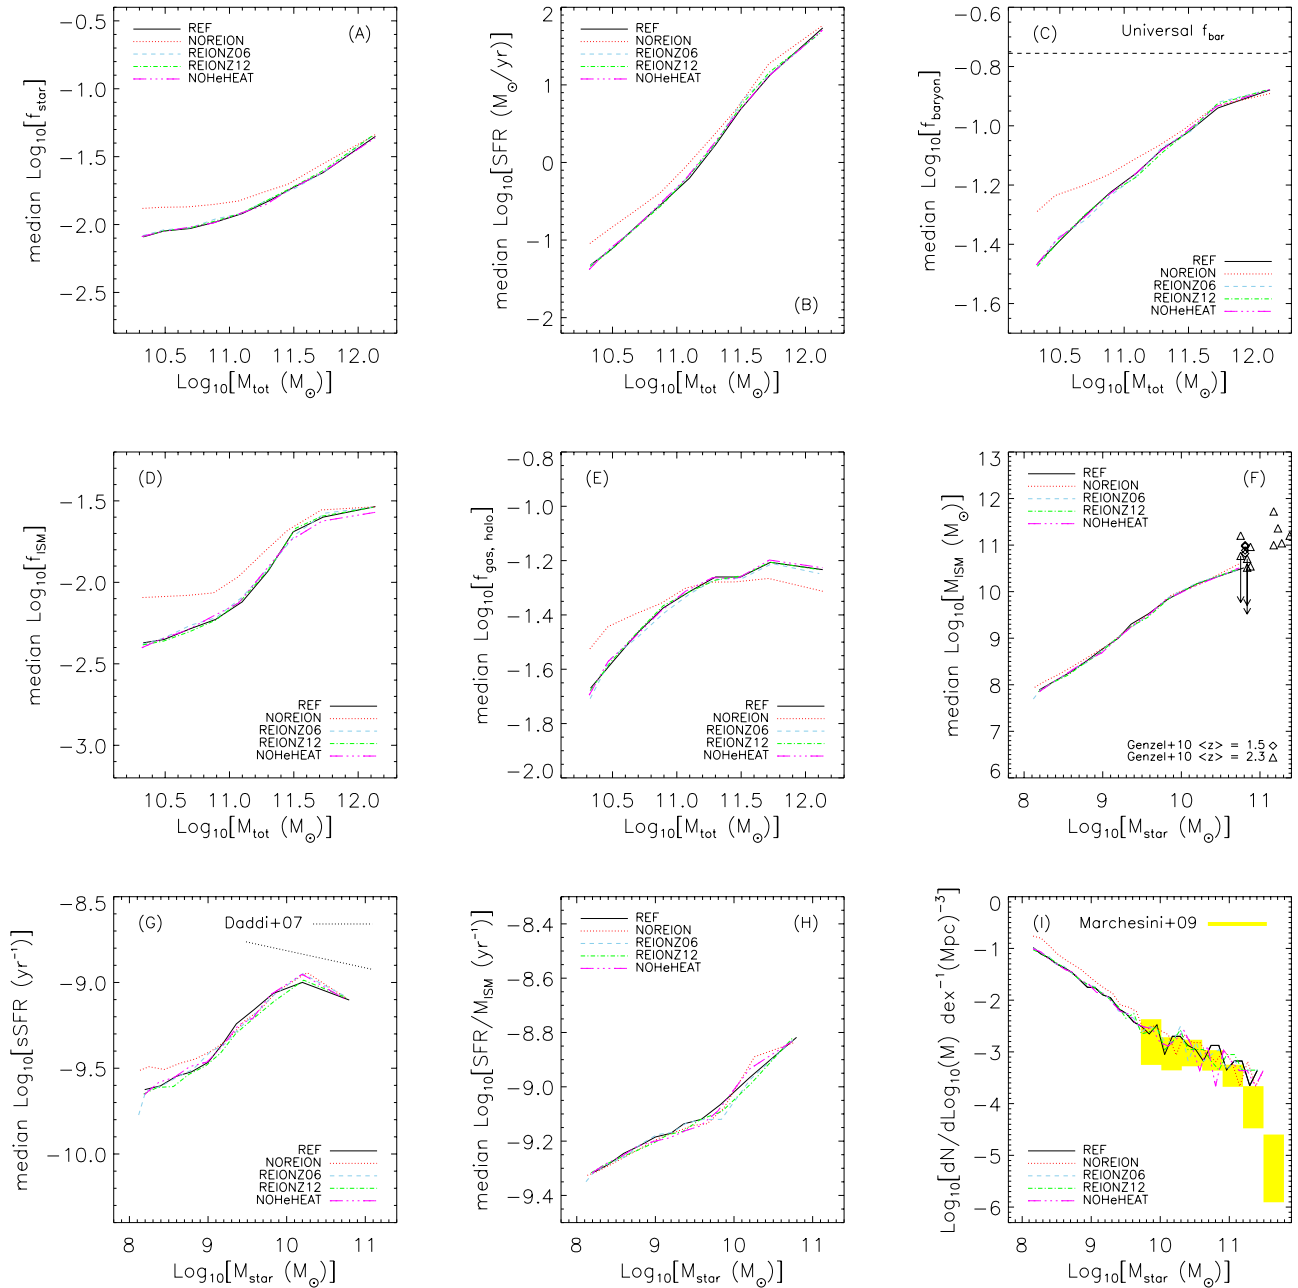 (A)
REF
NOREION
REIONZ06
REIONZ12
NOHeHEAT
median Log10[fstar]
-0.5
-1.0
-1.5
-2.0
-2.5
10.5 11.0 11.5 12.0
Log10[Mtot (M⊙)]
(B)
REF
NOREION
REIONZ06
REIONZ12
NOHeHEAT
median Log10[SFR (M⊙/yr)]
2
1
0
-1
-2
10.5 11.0 11.5 12.0
Log10[Mtot (M⊙)]
(C)
Universal fbar
REF
NOREION
REIONZ06
REIONZ12
NOHeHEAT
median Log10[fbaryon]
-0.8
-1.0
-1.2
-1.4
-1.6
10.5 11.0 11.5 12.0
Log10[Mtot (M⊙)]
(D)
REF
NOREION
REIONZ06
REIONZ12
NOHeHEAT
median Log10[fISM]
-1.5
-2.0
-2.5
-3.0
10.5 11.0 11.5 12.0
Log10[Mtot (M⊙)]
(E)
REF
NOREION
REIONZ06
REIONZ12
NOHeHEAT
median Log10[fgas, halo]
-0.8
-1.0
-1.2
-1.4
-1.6
-1.8
-2.0
10.5 11.0 11.5 12.0
Log10[Mtot (M⊙)]
(F)
REF
NOREION
REIONZ06
REIONZ12
NOHeHEAT
Genzel+10 <z> = 1.5
Genzel+10 <z> = 2.3
median Log10[MISM (M⊙)]
13
12
11
10
9
8
7
6
8 9 10 11
Log10[Mstar (M⊙)]
(G)
Daddi+07
REF
NOREION
REIONZ06
REIONZ12
NOHeHEAT
median Log10[sSFR (yr-1)]
-8.5
-9.0
-9.5
-10.0
8 9 10 11
Log10[Mstar (M⊙)]
(H)
REF
NOREION
REIONZ06
REIONZ12
NOHeHEAT
median Log10[SFR/MISM (yr-1)]
-8.4
-8.6
-8.8
-9.0
-9.2
-9.4
8 9 10 11
Log10[Mstar (M⊙)]
(I)
Marchesini+09
REF
NOREION
REIONZ06
REIONZ12
NOHeHEAT
Log10[dN/dLog10(M) dex-1(Mpc)-3]
0
-1
-2
-3
-4
-5
-6
8 9 10 11
Log10[Mstar (M⊙)]